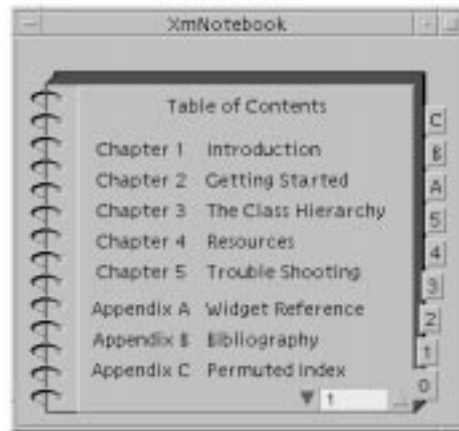 XmNotebook
Table of Contents
Chapter 1 Introduction
Chapter 2 Getting Started
Chapter 3 The Class Hierarchy
Chapter 4 Resources
Chapter 5 Trouble Shooting
Appendix A Widget Reference
Appendix B Bibliography
Appendix C Permuted Index
1
C
B
A
5
4
3
2
1
0